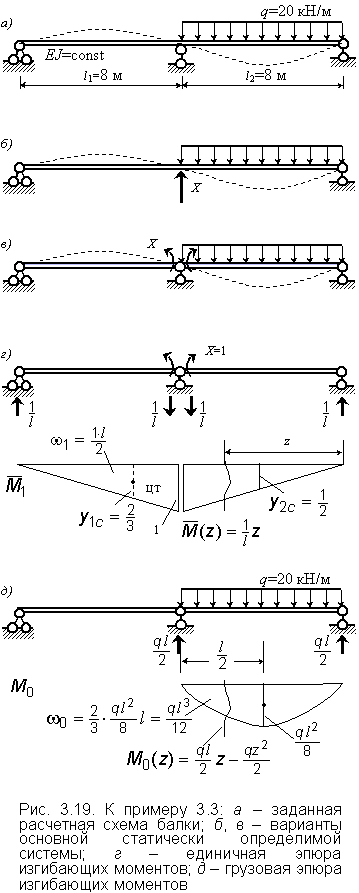 а)
q=20 кН/м
EJ=const
l₁=8 м
l₂=8 м
б)
X
в)
X
г)
X=1
1/l
1/l
1/l
1/l
ω₁ = 1·l/2
z
M̄₁
y₁c = 2/3
цт
1
y₂c = 1/2
M̄(z) = 1/l z
q=20 кН/м
д)
ql/2
l/2
ql/2
M₀
ω₀ = 2/3 · ql²/8 l = ql³/12
ql²/8
M₀(z) = ql/2 z − qz²/2
Рис. 3.19. К примеру 3.3: а – заданная
расчетная схема балки; б, в – варианты
основной статически определимой
системы; г – единичная эпюра
изгибающих моментов; д – грузовая эпюра
изгибающих моментов